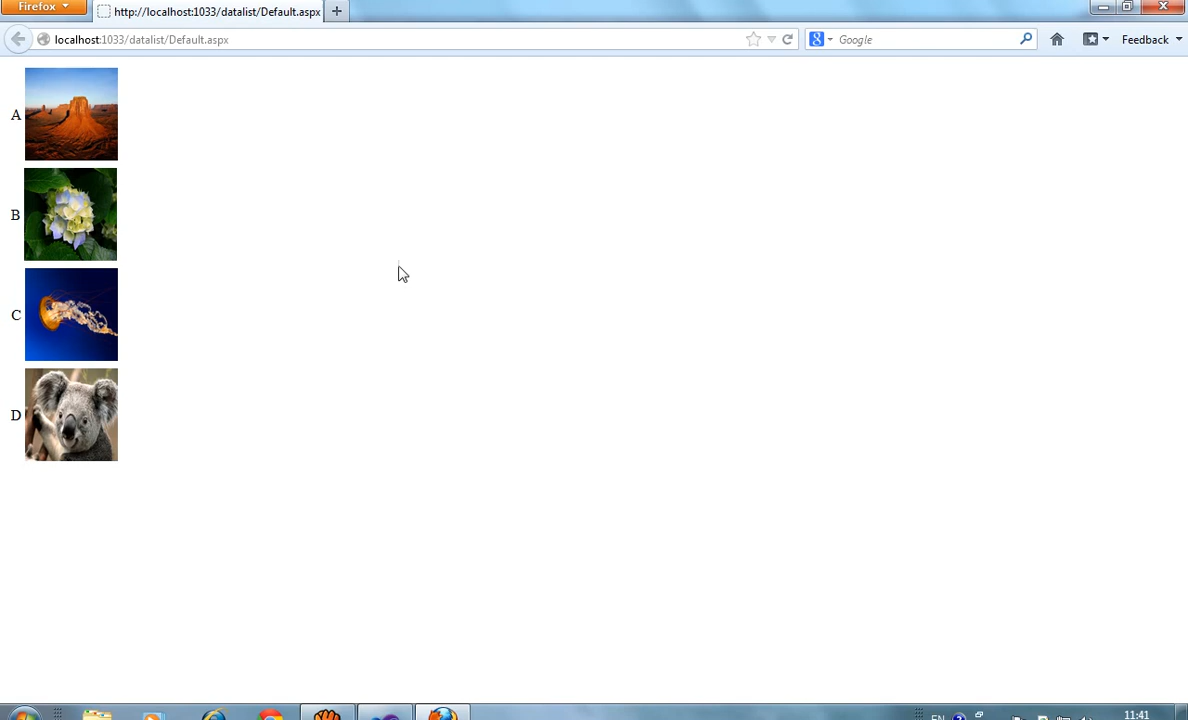 Firefox
http://localhost:1033/datalist/Default.aspx
localhost:1033/datalist/Default.aspx
Google
Feedback
A
B
C
D
EN
11:41